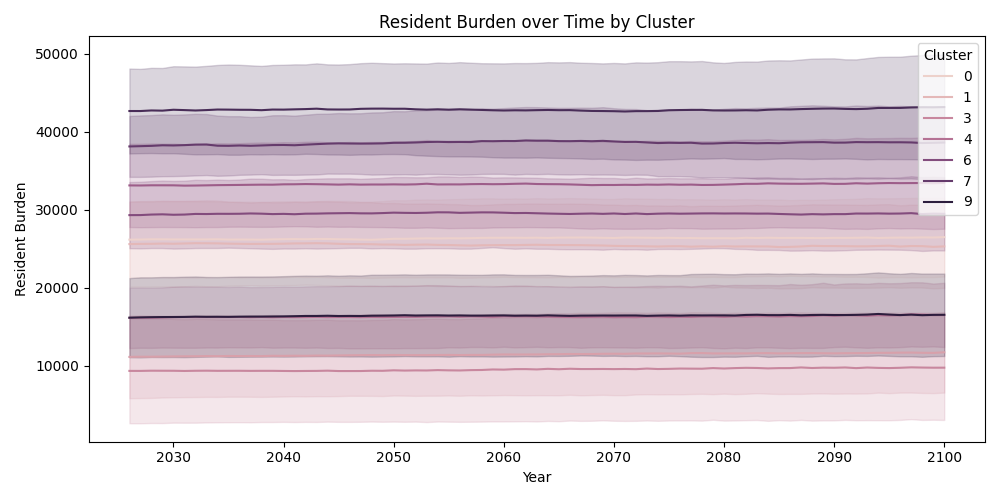 Resident Burden over Time by Cluster
Resident Burden
50000
40000
30000
20000
10000
2030 2040 2050 2060 2070 2080 2090 2100
Year
Cluster
0
1
3
4
6
7
9